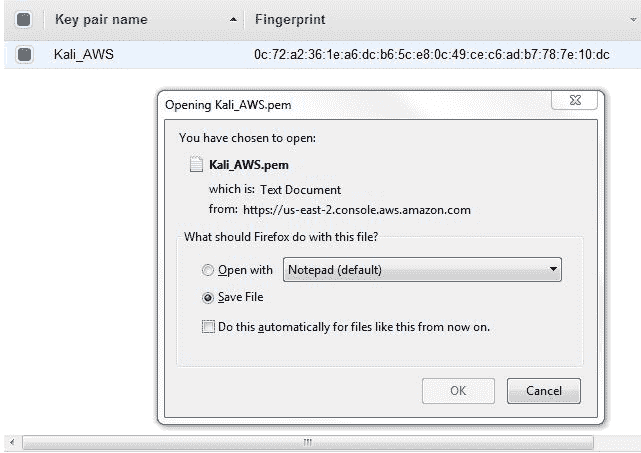 Key pair name Fingerprint
Kali_AWS 0c:72:a2:36:1e:a6:dc:b6:5c:e8:0c:49:ce:c6:ad:b7:78:7e:10:dc
Opening Kali_AWS.pem
You have chosen to open:
Kali_AWS.pem
which is: Text Document
from: https://us-east-2.console.aws.amazon.com
What should Firefox do with this file?
Open with Notepad (default)
Save File
Do this automatically for files like this from now on.
OK Cancel